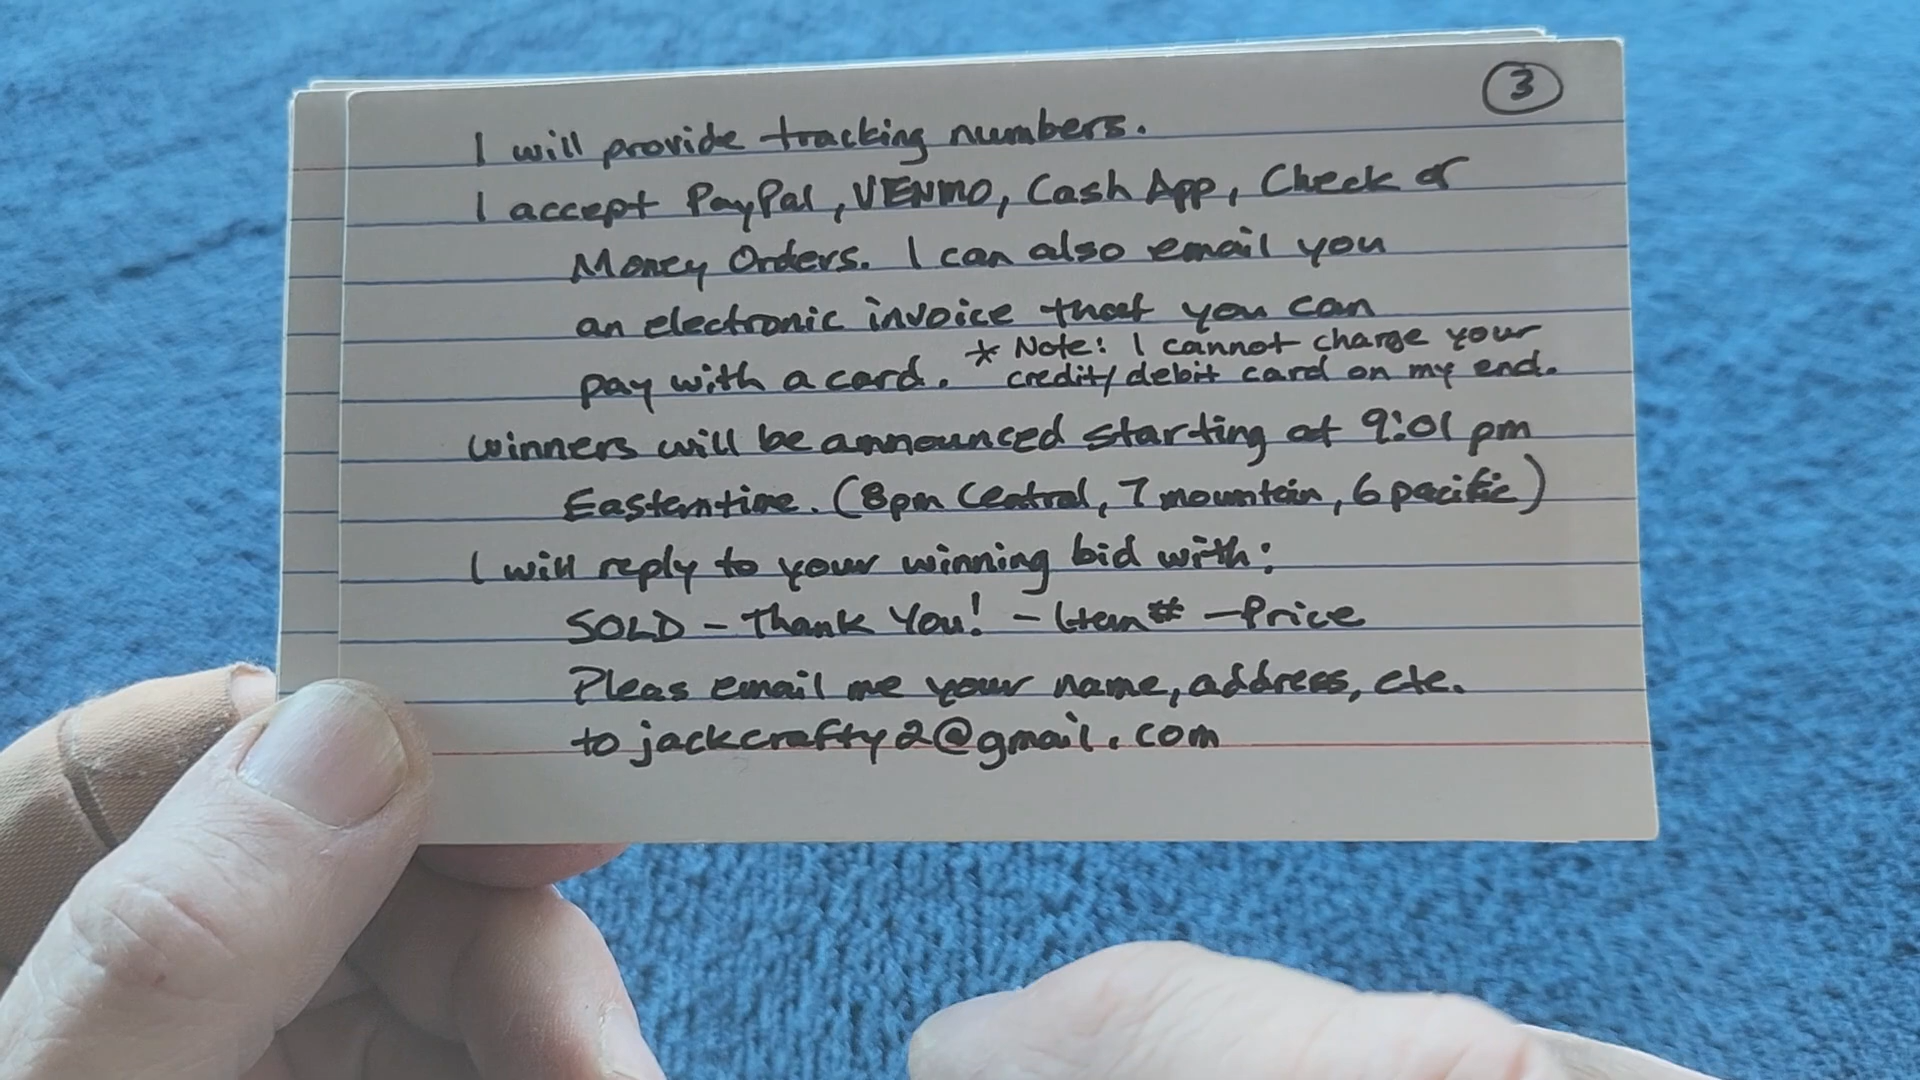 3
I will provide tracking numbers.
I accept PayPal, VENMO, Cash App, Check or
Money Orders. I can also email you
an electronic invoice that you can
pay with a card. * Note: I cannot charge your
credit/debit card on my end.
Winners will be announced starting at 9:01 pm
Eastern time. (8pm Central, 7 mountain, 6 pacific)
I will reply to your winning bid with:
SOLD - Thank You! - Item # - Price
Pleas email me your name, address, etc.
to jackcrafty2@gmail.com